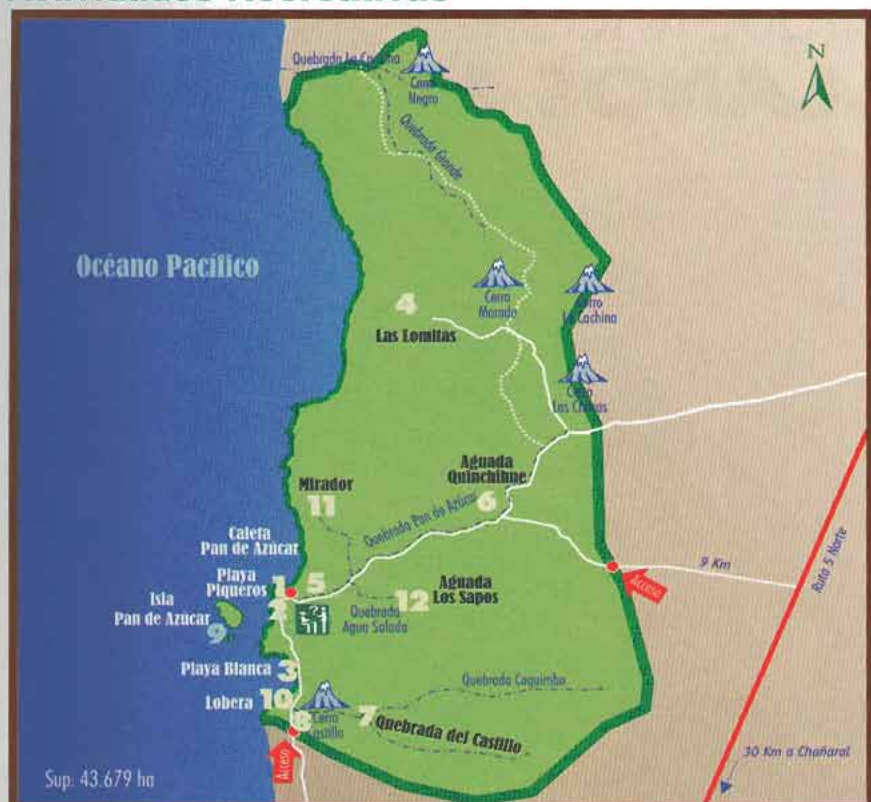 Quebrada La Cachina
Cerro
Negro
N
Quebrada Grande
Océano Pacífico
Cerro
Morado
Cerro
La Cachina
4
Las Lomitas
Cerro
Las Chinas
Aguada
Quinchihue
Mirador
11
6
Quebrada Pan de Azúcar
Caleta
Pan de Azúcar
9 Km
Ruta 5 Norte
Acceso
Playa
Piqueros
1
5
2
Isla
Pan de Azúcar
9
12
Aguada
Los Sapos
Quebrada
Agua Salada
Playa Blanca
3
Quebrada Coquimbo
Lobera
10
8
Cerro
Castillo
7
Quebrada del Castillo
Acceso
30 Km a Chañaral
Sup: 43.679 ha